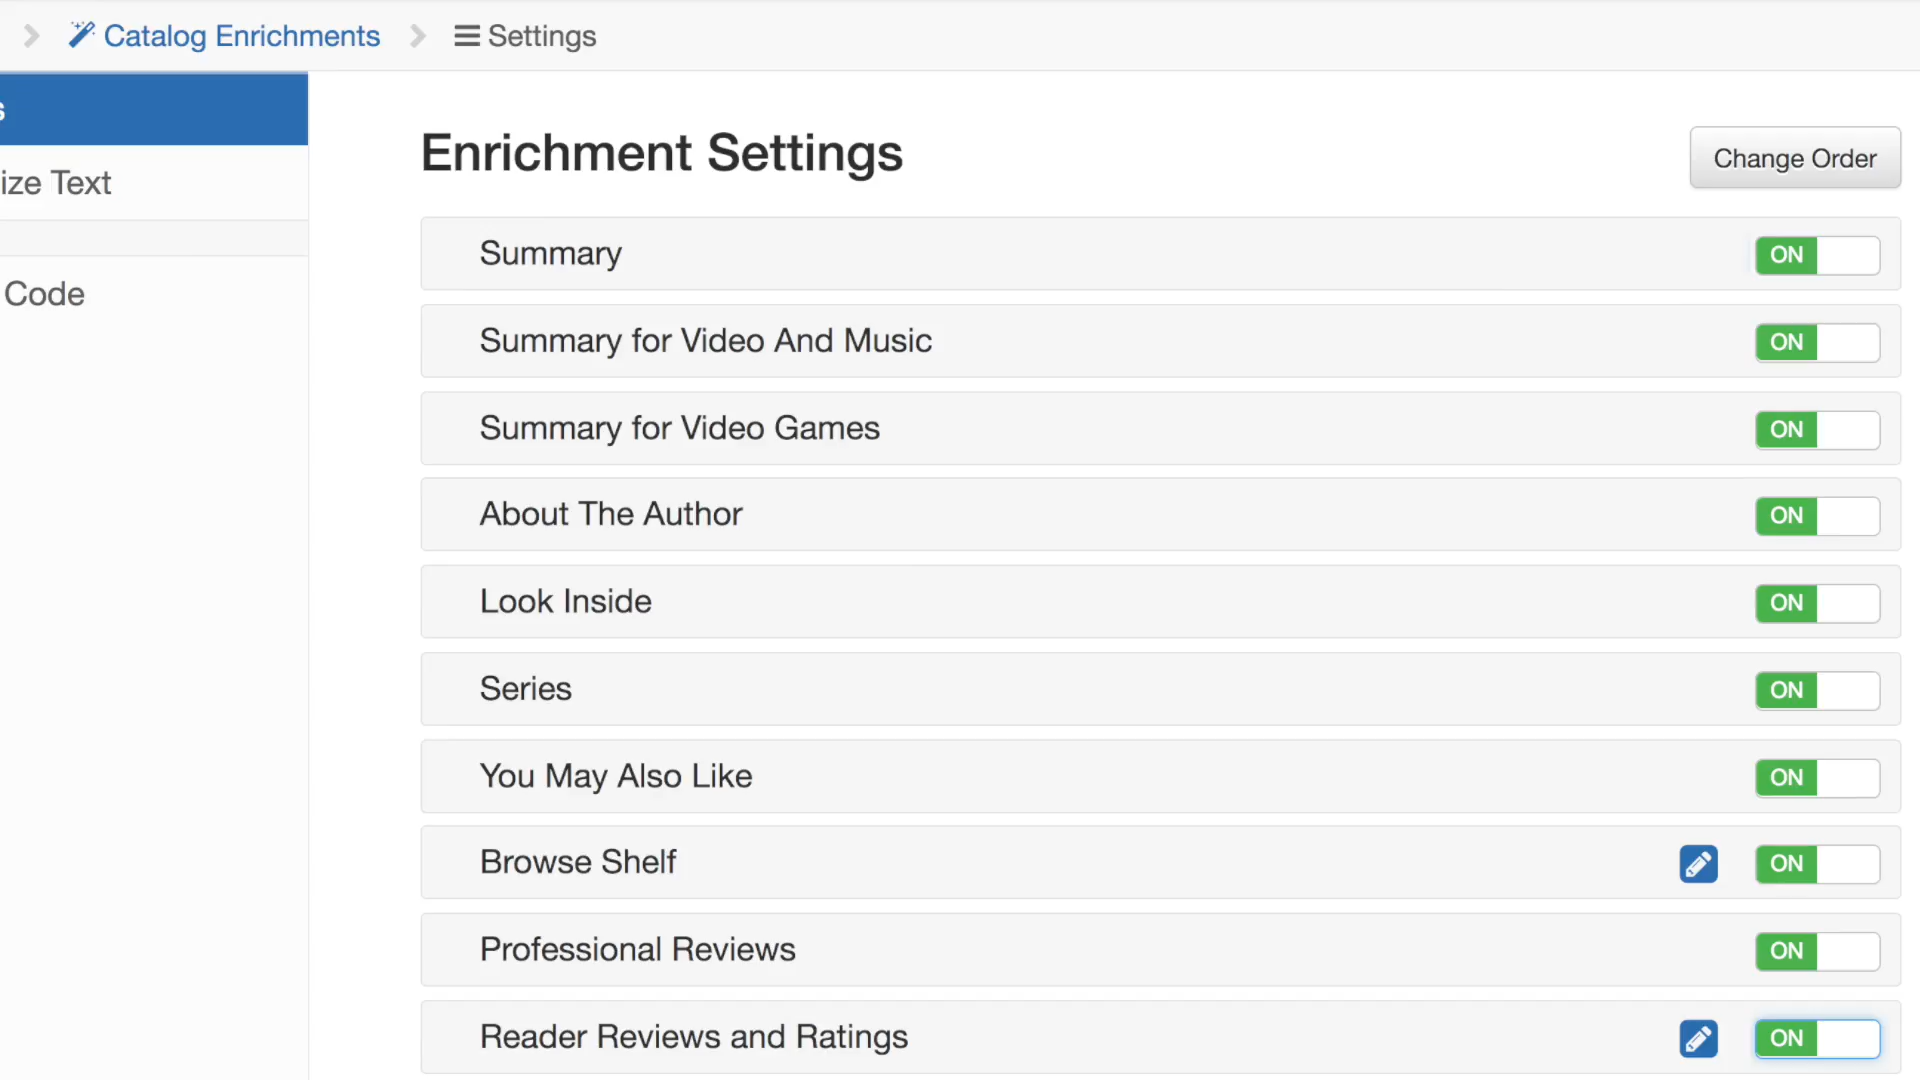 Catalog Enrichments Settings
s
ize Text
Code
Enrichment Settings
Change Order
Summary ON
Summary for Video And Music ON
Summary for Video Games ON
About The Author ON
Look Inside ON
Series ON
You May Also Like ON
Browse Shelf ON
Professional Reviews ON
Reader Reviews and Ratings ON